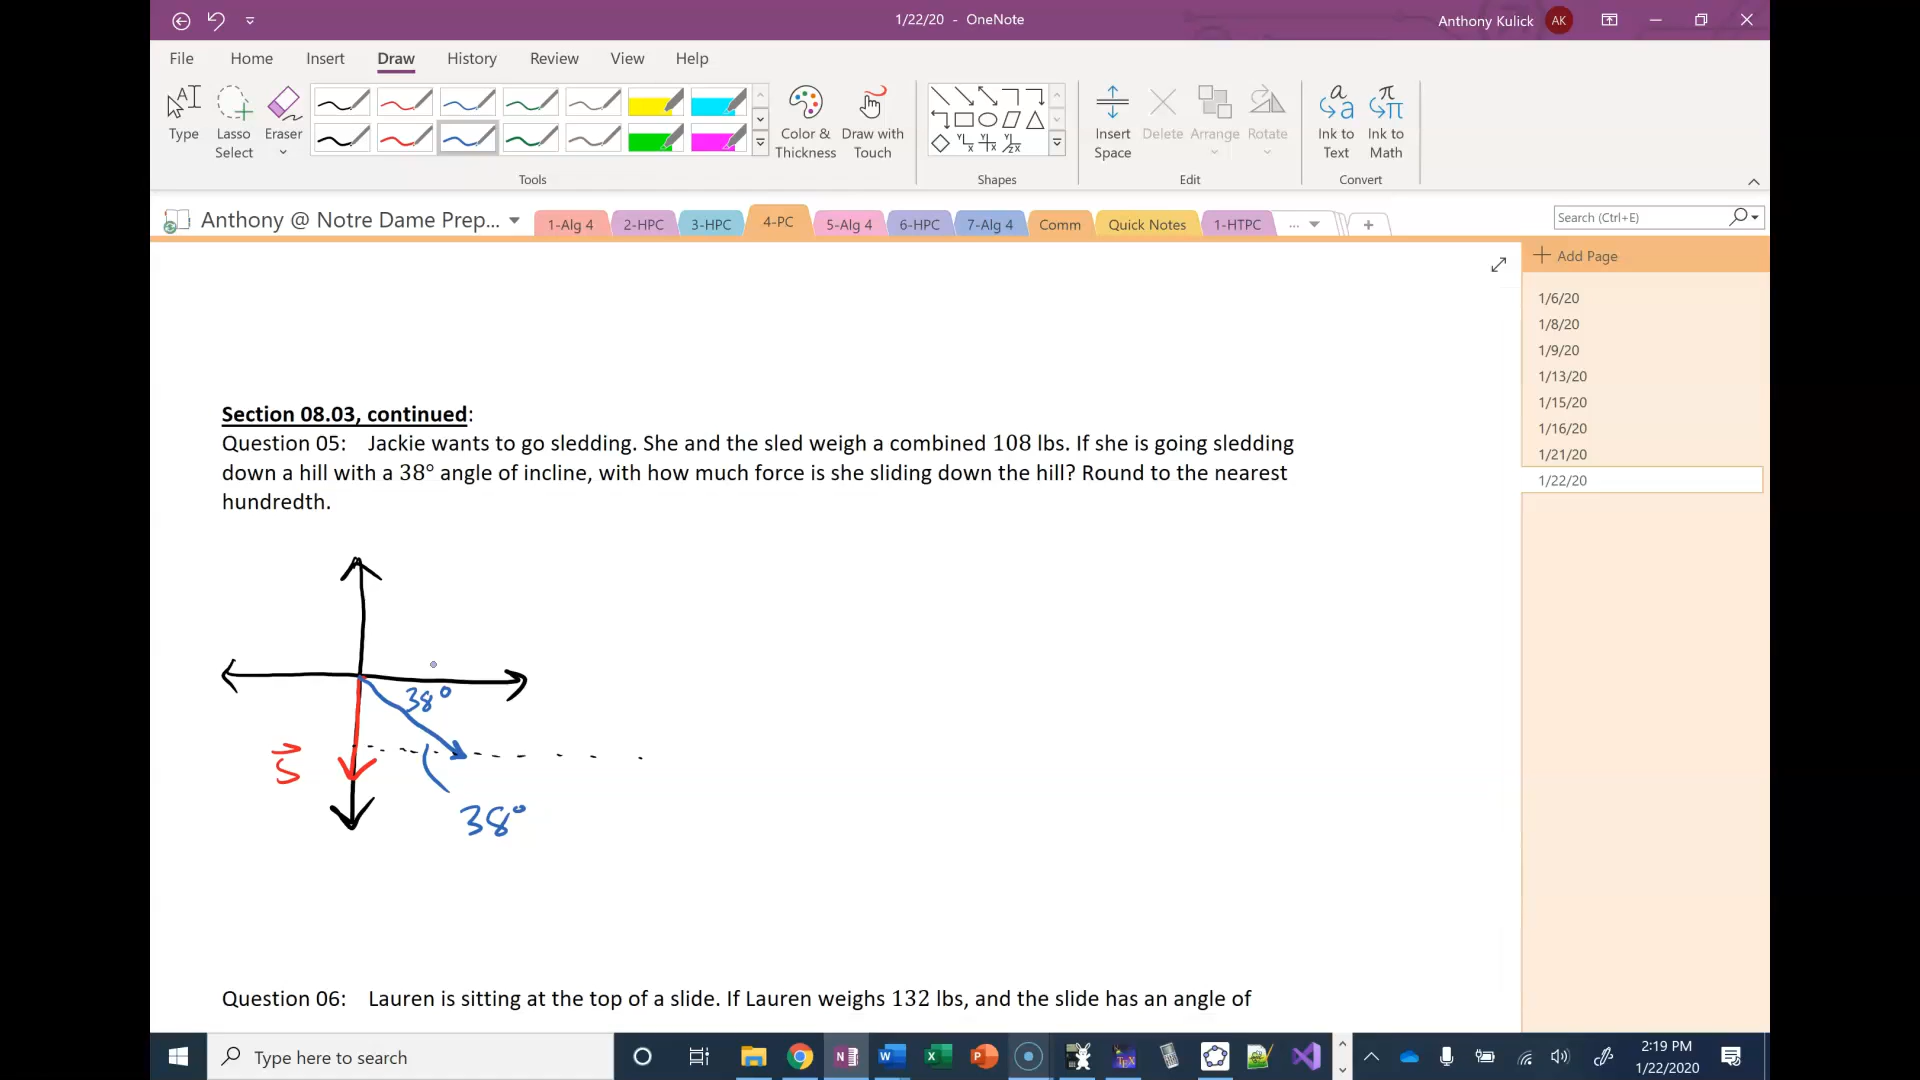 1/22/20 - OneNote
Anthony Kulick AK
File Home Insert Draw History Review View Help
Type
Lasso Select
Eraser
Color & Thickness
Draw with Touch
Insert Space
Delete
Arrange
Rotate
Ink to Text
Ink to Math
Tools Shapes Edit Convert
Anthony @ Notre Dame Prep...
1-Alg 4 2-HPC 3-HPC 4-PC 5-Alg 4 6-HPC 7-Alg 4 Comm Quick Notes 1-HTPC ...
Search (Ctrl+E)
Add Page
1/6/20
1/8/20
1/9/20
1/13/20
1/15/20
1/16/20
1/21/20
1/22/20
Section 08.03, continued:
Question 05: Jackie wants to go sledding. She and the sled weigh a combined 108 lbs. If she is going sledding
down a hill with a 38° angle of incline, with how much force is she sliding down the hill? Round to the nearest
hundredth.
38°
S
38°
Question 06: Lauren is sitting at the top of a slide. If Lauren weighs 132 lbs, and the slide has an angle of
Type here to search
2:19 PM
1/22/2020